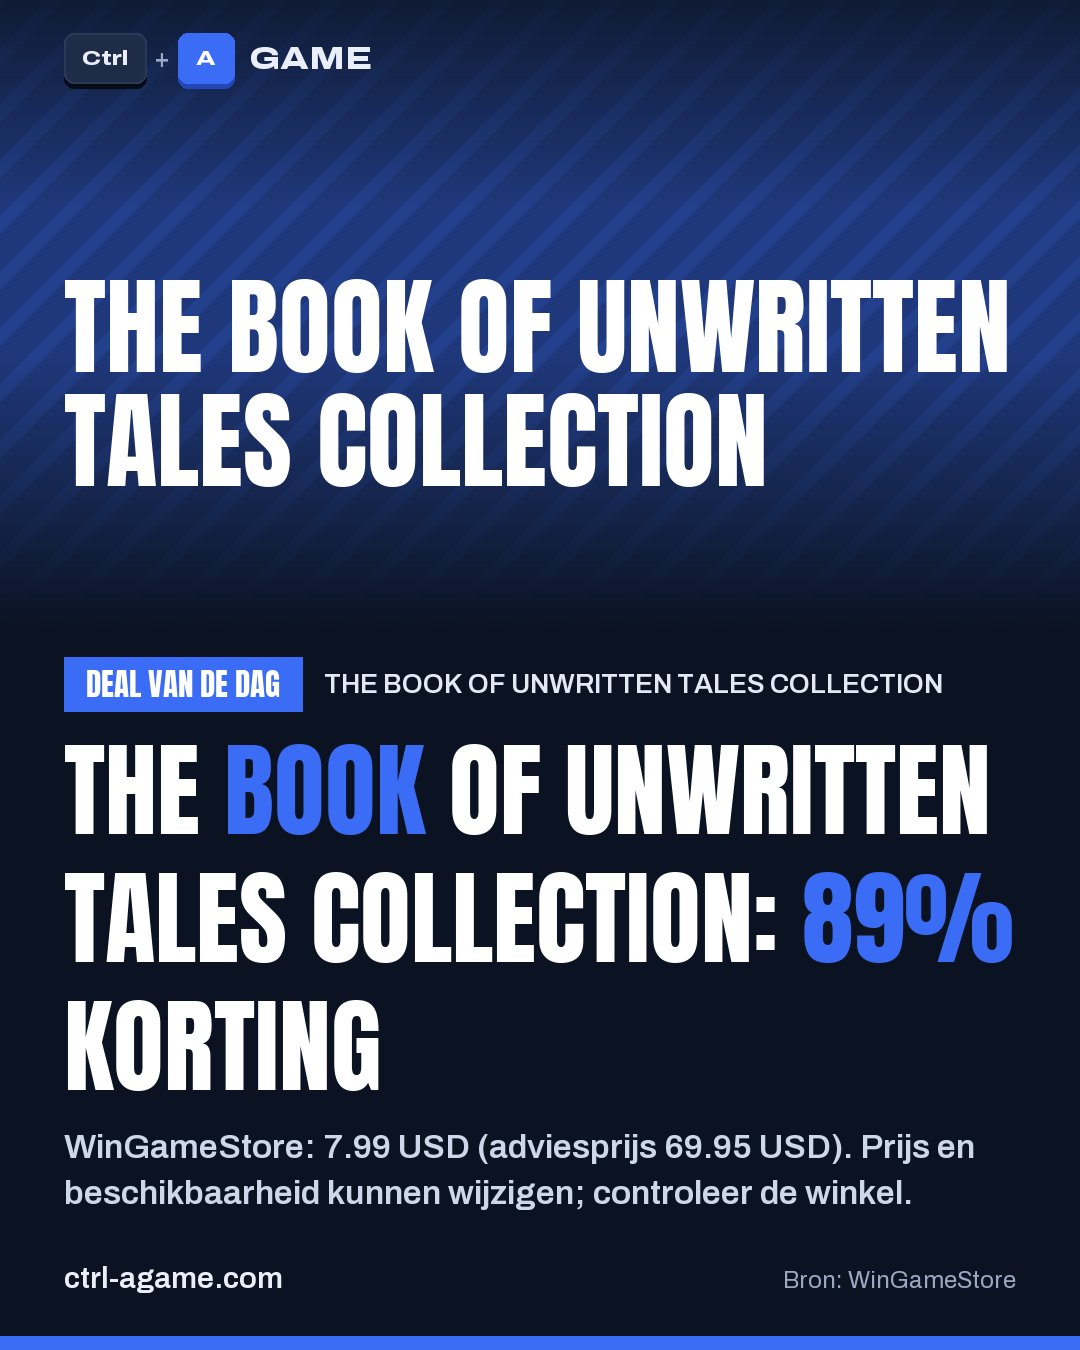 Ctrl + A GAME
THE BOOK OF UNWRITTEN
TALES COLLECTION
DEAL VAN DE DAG THE BOOK OF UNWRITTEN TALES COLLECTION
THE BOOK OF UNWRITTEN
TALES COLLECTION: 89%
KORTING
WinGameStore: 7.99 USD (adviesprijs 69.95 USD). Prijs en
beschikbaarheid kunnen wijzigen; controleer de winkel.
ctrl-agame.com Bron: WinGameStore